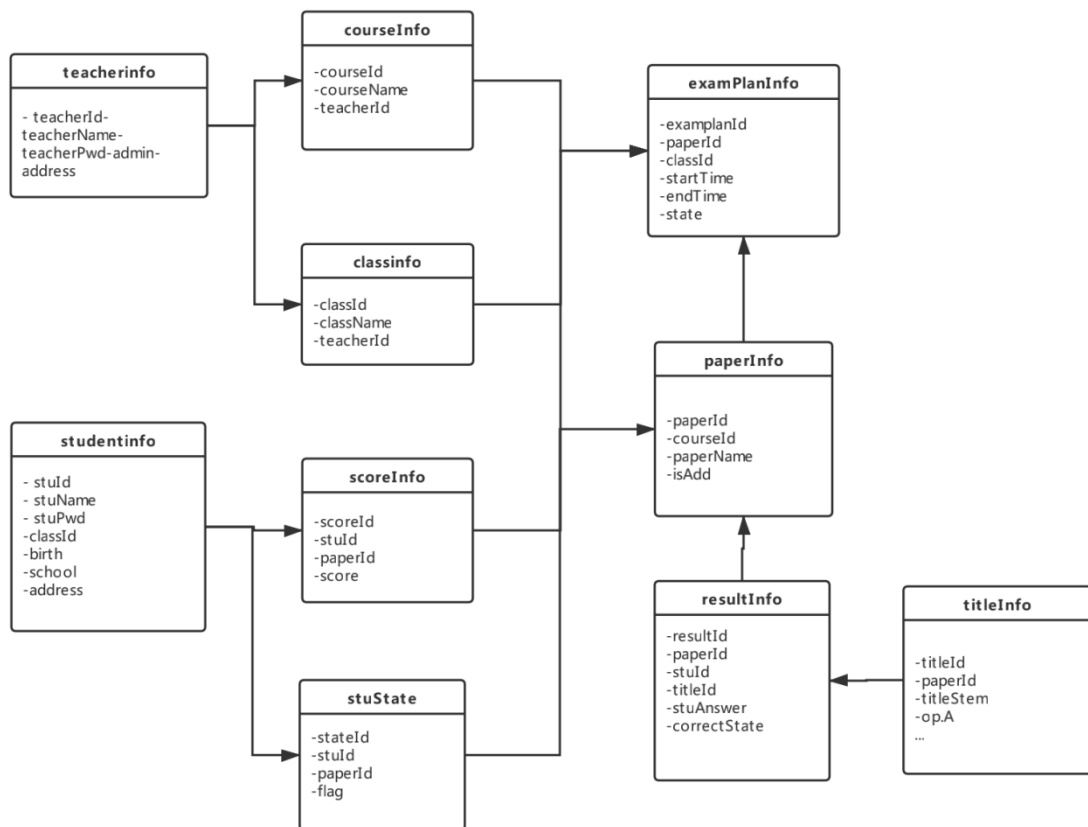 teacherinfo
- teacherId-
teacherName-
teacherPwd-admin-
address
courseInfo
-courseId
-courseName
-teacherId
examPlanInfo
-examplanId
-paperId
-classId
-startTime
-endTime
-state
classinfo
-classId
-className
-teacherId
paperInfo
-paperId
-courseId
-paperName
-isAdd
studentinfo
- stuId
- stuName
- stuPwd
-classId
-birth
-school
-address
scoreInfo
-scoreId
-stuId
-paperId
-score
resultInfo
-resultId
-paperId
-stuId
-titleId
-stuAnswer
-correctState
titleInfo
-titleId
-paperId
-titleStem
-op.A
...
stuState
-stateId
-stuId
-paperId
-flag